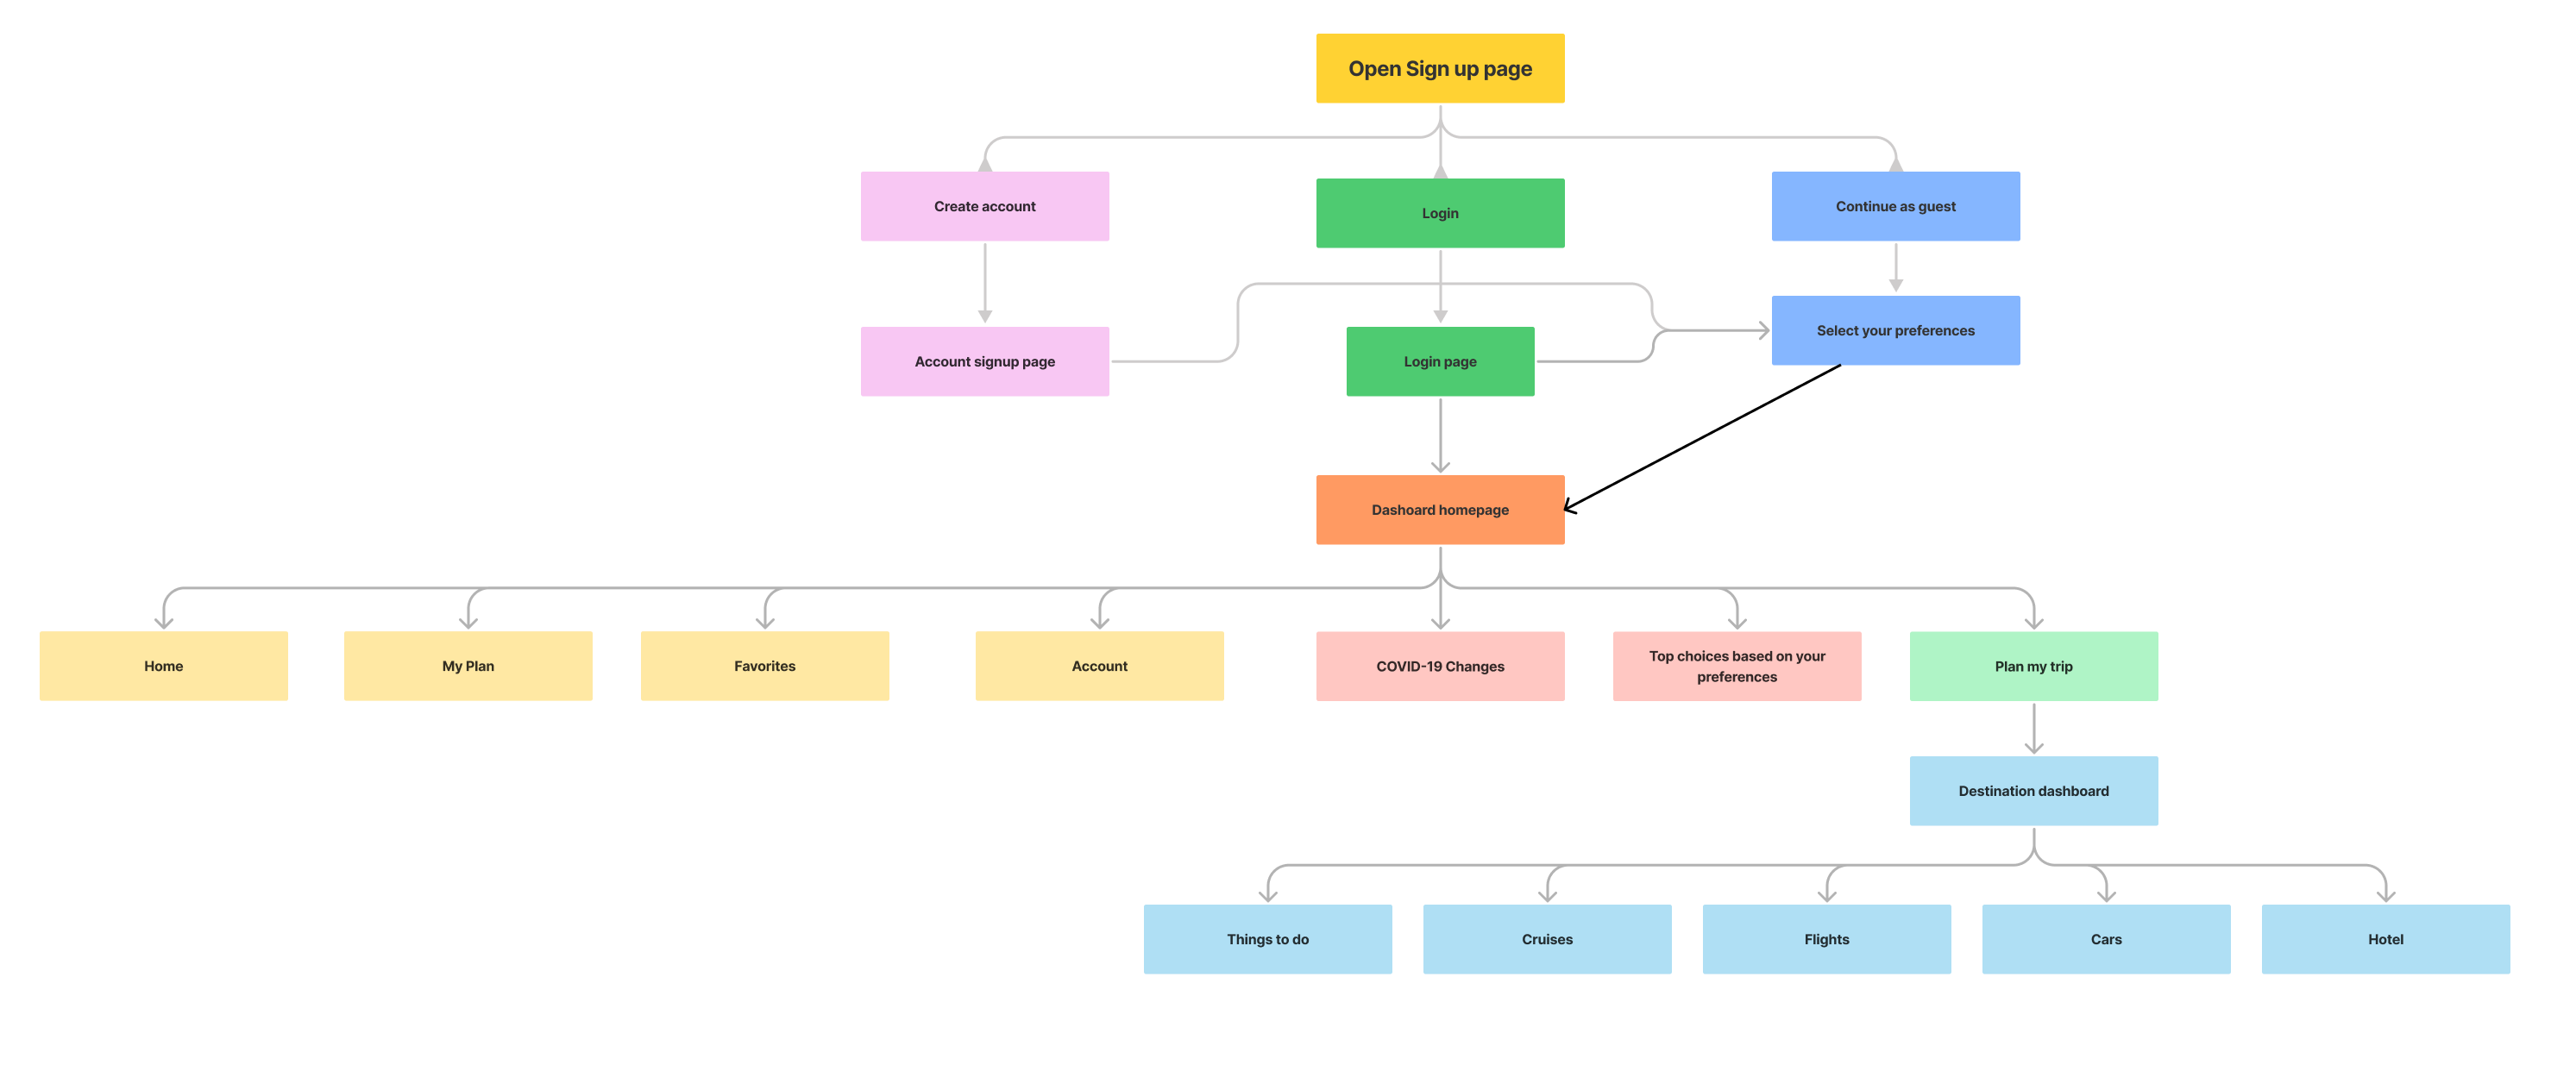 Open Sign up page
Create account
Login
Continue as guest
Select your preferences
Account signup page
Login page
Dashoard homepage
Home
My Plan
Favorites
Account
COVID-19 Changes
Top choices based on your
preferences
Plan my trip
Destination dashboard
Things to do
Cruises
Flights
Cars
Hotel